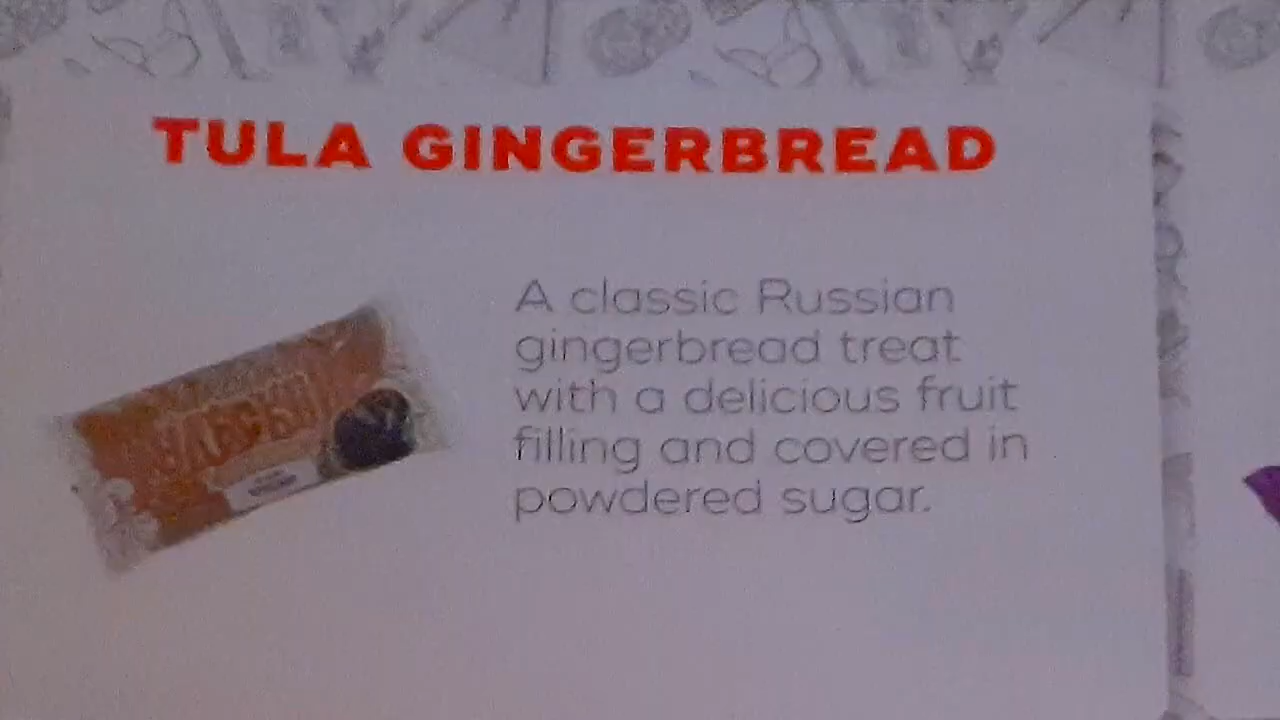 TULA GINGERBREAD
A classic Russian
gingerbread treat
with a delicious fruit
filling and covered in
powdered sugar.